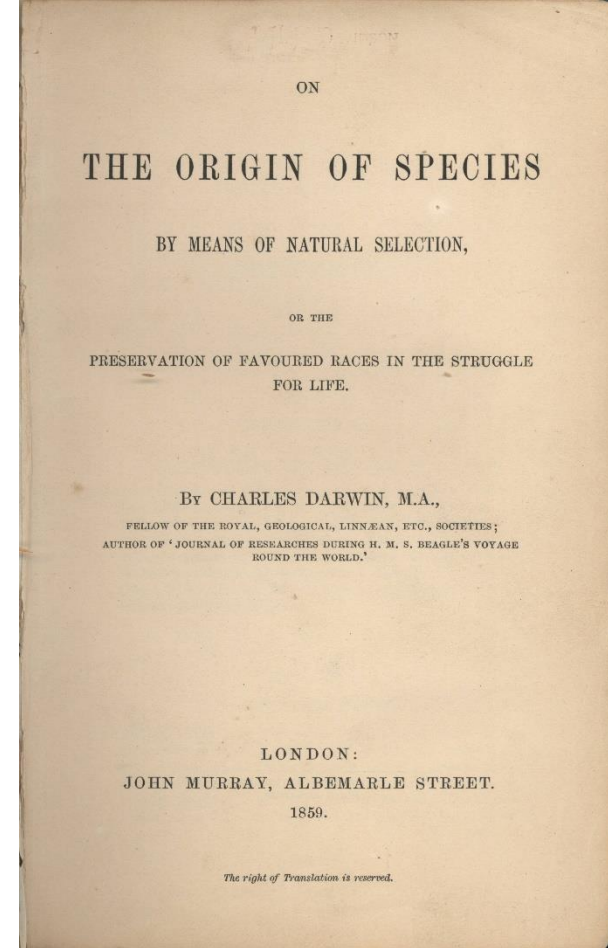 ON
THE ORIGIN OF SPECIES
BY MEANS OF NATURAL SELECTION,
OR THE
PRESERVATION OF FAVOURED RACES IN THE STRUGGLE
FOR LIFE.
BY CHARLES DARWIN, M.A.,
FELLOW OF THE ROYAL, GEOLOGICAL, LINNÆAN, ETC., SOCIETIES;
AUTHOR OF 'JOURNAL OF RESEARCHES DURING H. M. S. BEAGLE'S VOYAGE
ROUND THE WORLD.'
LONDON:
JOHN MURRAY, ALBEMARLE STREET.
1859.
The right of Translation is reserved.